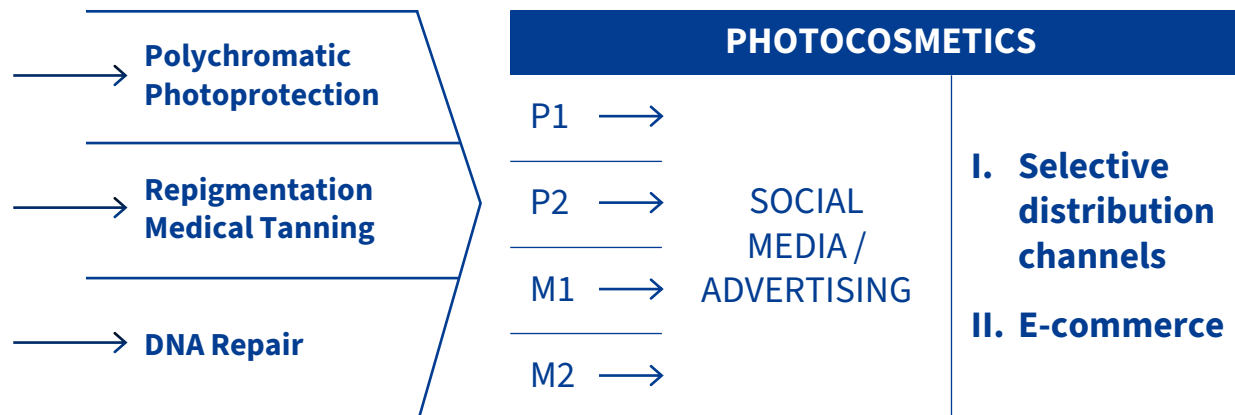 Polychromatic
Photoprotection
Repigmentation
Medical Tanning
DNA Repair
PHOTOCOSMETICS
P1
P2
M1
M2
SOCIAL
MEDIA /
ADVERTISING
I. Selective
distribution
channels
II. E-commerce